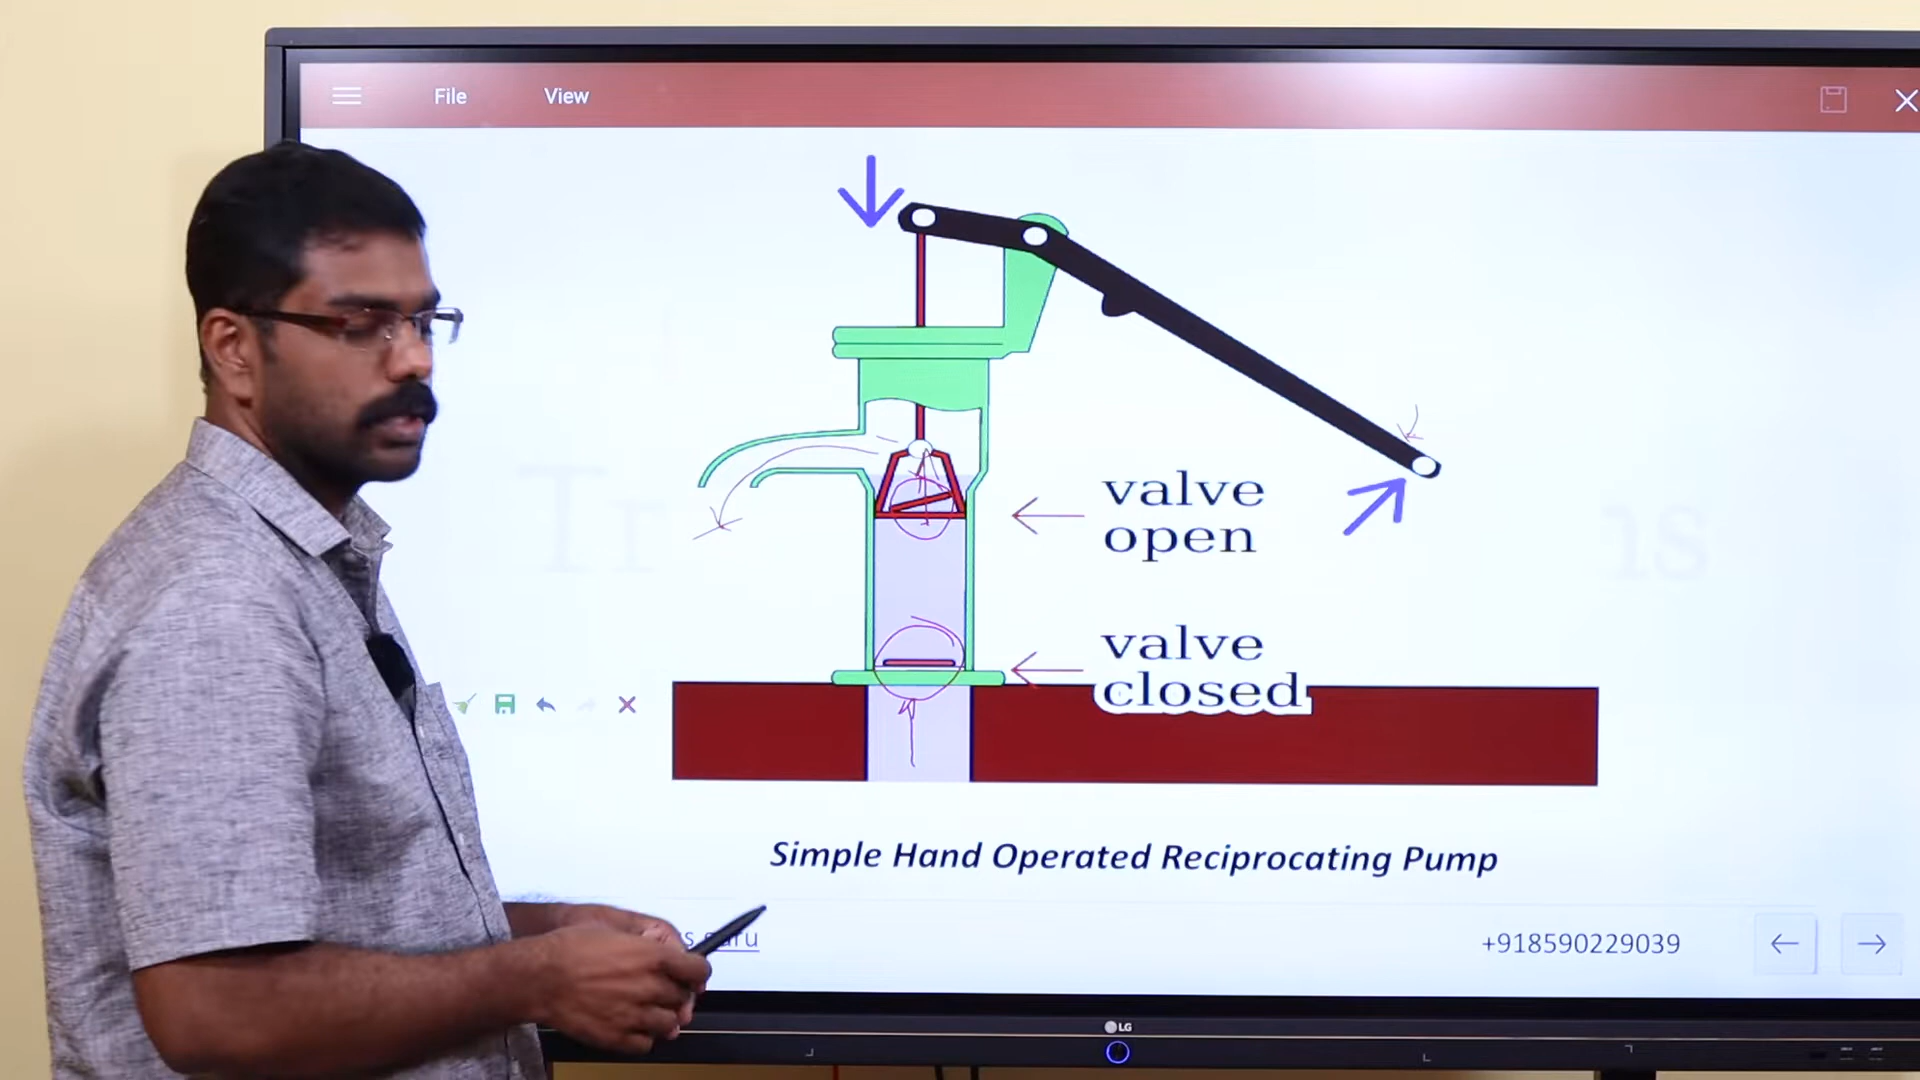 File View
valve
open
valve
closed
Simple Hand Operated Reciprocating Pump
+918590229039
LG